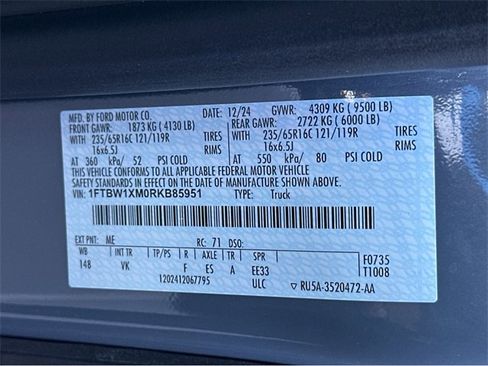 MFD. BY FORD MOTOR CO. 12/24 GVWR: 4309 KG ( 9500 LB)
FRONT GAWR: 1873 KG ( 4130 LB) REAR GAWR: 2722 KG ( 6000 LB)
WITH 235/65R16C 121/119R TIRES WITH 235/65R16C 121/119R TIRES
16x6.5J RIMS 16x6.5J RIMS
AT 360 kPa/ 52 PSI COLD AT 550 kPa/ 80 PSI COLD
THIS VEHICLE CONFORMS TO ALL APPLICABLE FEDERAL MOTOR VEHICLE
SAFETY STANDARDS IN EFFECT ON THE DATE OF MANUFACTURE SHOWN ABOVE.
VIN: 1FTBW1XM0RKB85951 TYPE: Truck
EXT PNT: ME RC: 71 DSO: F0735
WB INT TR TP/PS R AXLE TR SPR T1008
148 VK F ES A EE33
1202412067795 ULC ▽ RU5A-3520472-AA